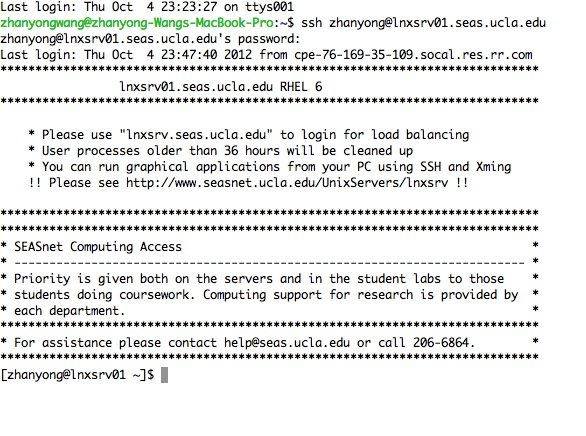 Last login: Thu Oct  4 23:23:27 on ttys001
zhanyongwang@zhanyong-Wangs-MacBook-Pro:~$ ssh zhanyong@lnxsrv01.seas.ucla.edu
zhanyong@lnxsrv01.seas.ucla.edu's password:
Last login: Thu Oct  4 23:47:40 2012 from cpe-76-169-35-109.socal.res.rr.com
*****************************************************************************
                 lnxsrv01.seas.ucla.edu RHEL 6
*****************************************************************************

    * Please use "lnxsrv.seas.ucla.edu" to login for load balancing
    * User processes older than 36 hours will be cleaned up
    * You can run graphical applications from your PC using SSH and Xming
    !! Please see http://www.seasnet.ucla.edu/UnixServers/lnxsrv !!

*****************************************************************************
*****************************************************************************
* SEASnet Computing Access                                                  *
* ------------------------------------------------------------------------- *
* Priority is given both on the servers and in the student labs to those    *
* students doing coursework. Computing support for research is provided by  *
* each department.                                                          *
*****************************************************************************
* For assistance please contact help@seas.ucla.edu or call 206-6864.        *
*****************************************************************************
[zhanyong@lnxsrv01 ~]$